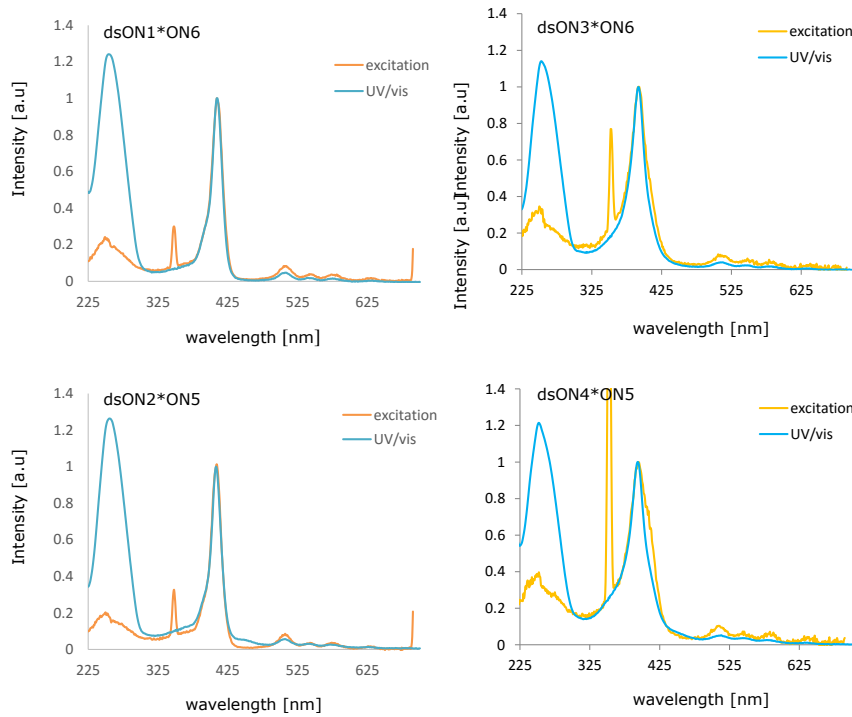 dsON1*ON6
1.4
1.2
1
0.8
0.6
0.4
0.2
0
225 325 425 525 625
Intensity [a.u]
wavelength [nm]
excitation
UV/vis
dsON3*ON6
1.4
1.2
1
0.8
0.6
0.4
0.2
0
225 325 425 525 625
Intensity [a.u]
Intensity [a.u]
wavelength [nm]
excitation
UV/vis
dsON2*ON5
1.4
1.2
1
0.8
0.6
0.4
0.2
0
225 325 425 525 625
Intensity [a.u]
wavelength [nm]
excitation
UV/vis
dsON4*ON5
1.4
1.2
1
0.8
0.6
0.4
0.2
0
225 325 425 525 625
Intensity [a.u]
wavelength [nm]
excitation
UV/vis